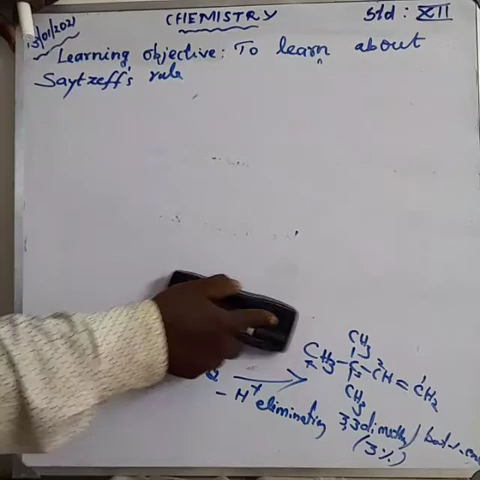 15/01/2021
CHEMISTRY
Std : XII
Learning objective : To learn about
Saytzeff's rule
CH3
CH3 - C - CH = CH2
CH3
- H+ elimination
3,3 dimethyl but-1-ene
(3%)